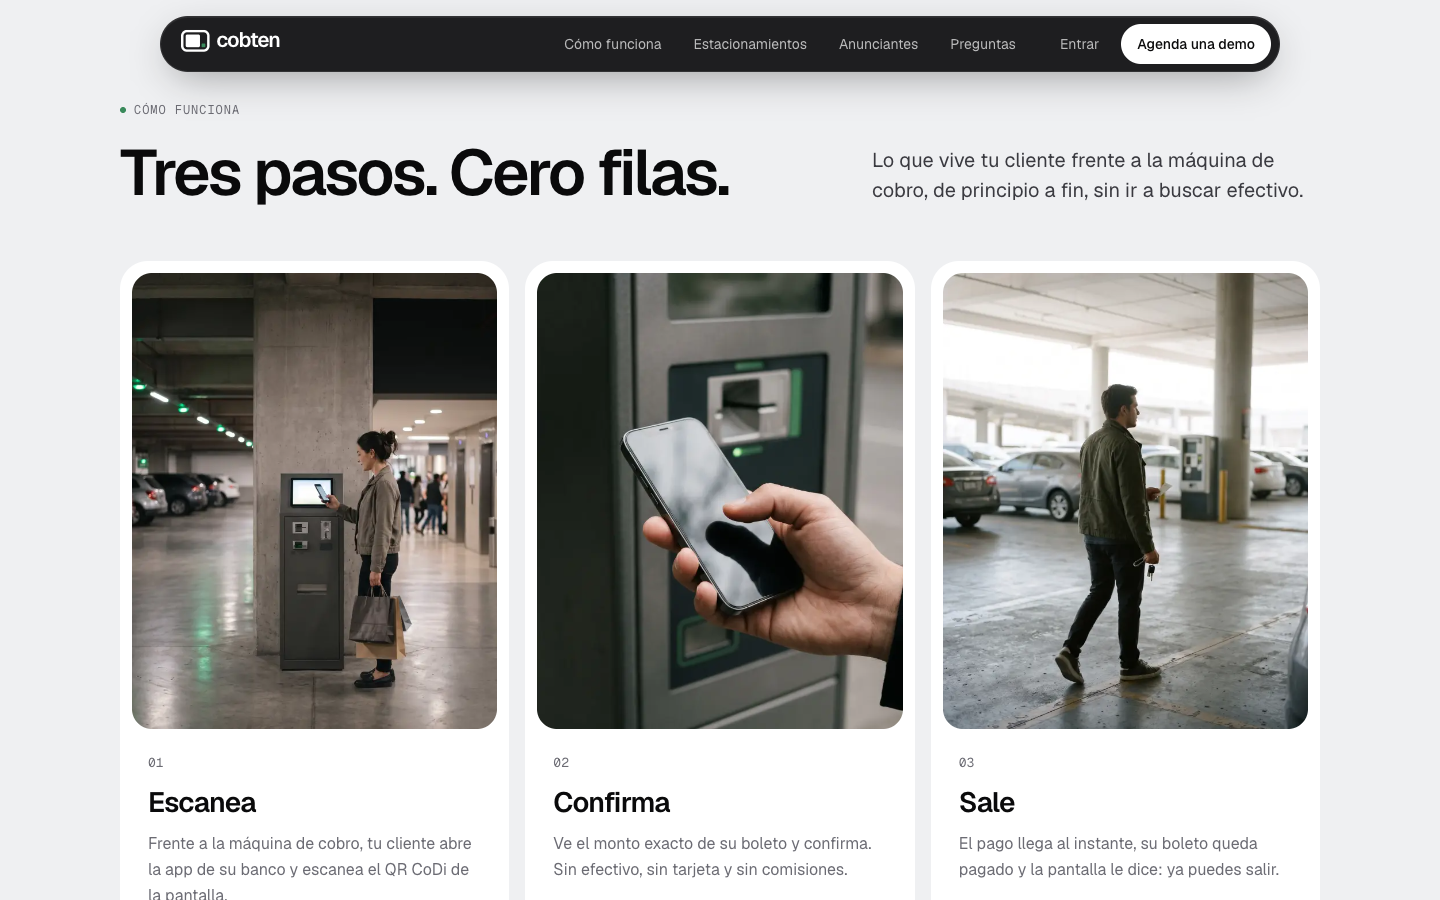 cobten
Cómo funciona
Estacionamientos
Anunciantes
Preguntas
Entrar
Agenda una demo
CÓMO FUNCIONA
Tres pasos. Cero filas.
Lo que vive tu cliente frente a la máquina de
cobro, de principio a fin, sin ir a buscar efectivo.
01
Escanea
Frente a la máquina de cobro, tu cliente abre
la app de su banco y escanea el QR CoDi de
la pantalla.
02
Confirma
Ve el monto exacto de su boleto y confirma.
Sin efectivo, sin tarjeta y sin comisiones.
03
Sale
El pago llega al instante, su boleto queda
pagado y la pantalla le dice: ya puedes salir.